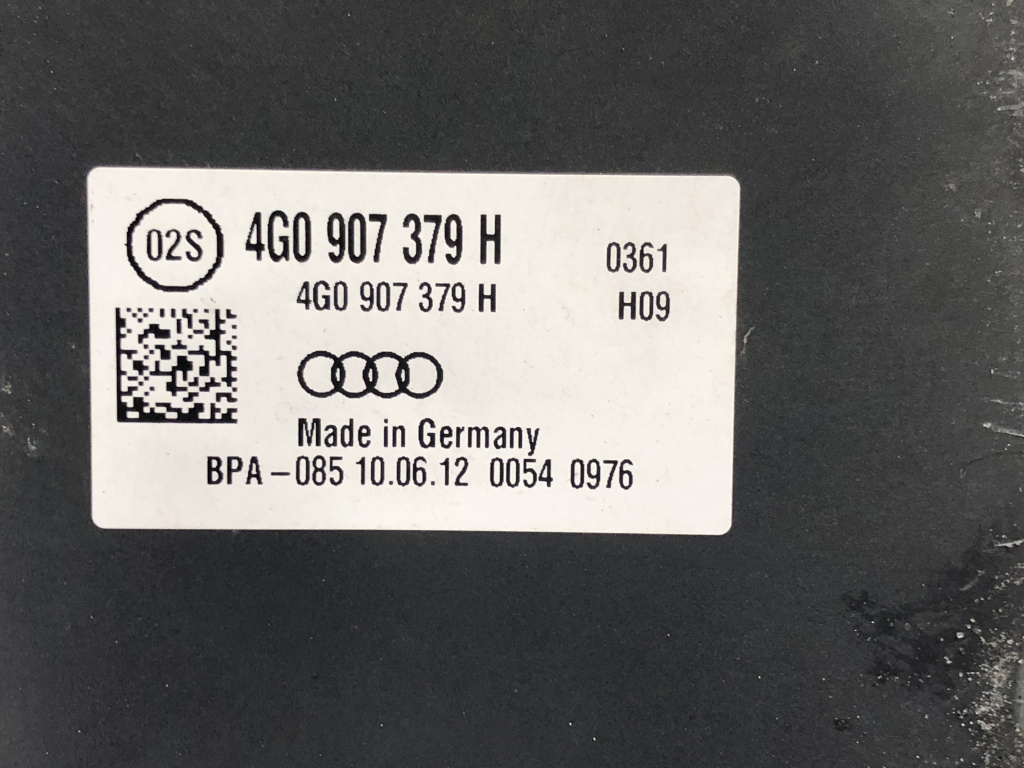 02S 4G0 907 379 H 0361
4G0 907 379 H H09
Made in Germany
BPA-085 10.06.12 0054 0976